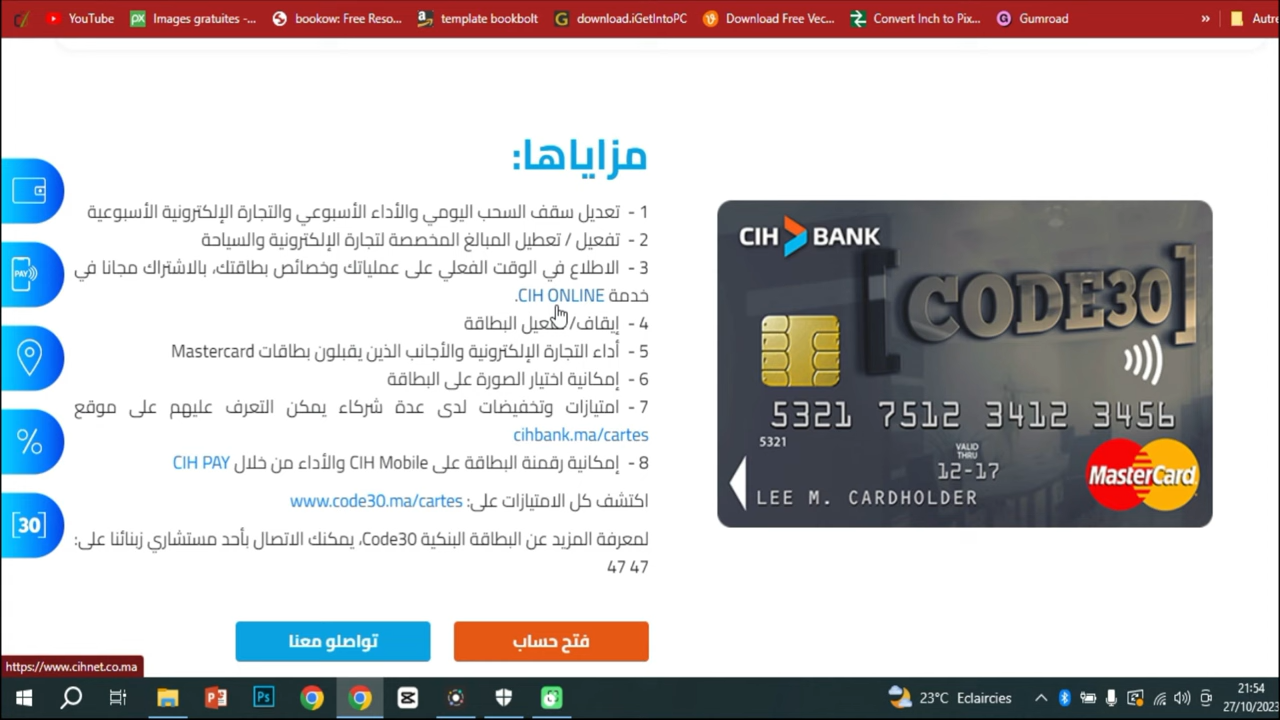 YouTube
Images gratuites -...
bookow: Free Reso...
template bookbolt
download.iGetIntoPC
Download Free Vec...
Convert Inch to Pix...
Gumroad
»
Autre
مزاياها:
1 - تعديل سقف السحب اليومي والأداء الأسبوعي والتجارة الإلكترونية الأسبوعية
2 - تفعيل / تعطيل المبالغ المخصصة لتجارة الإلكترونية والسياحة
3 - الاطلاع في الوقت الفعلي على عملياتك وخصائص بطاقتك، بالاشتراك مجانا في
خدمة CIH ONLINE.
4 - إيقاف/ تفعيل البطاقة
5 - أداء التجارة الإلكترونية والأجانب الذين يقبلون بطاقات Mastercard
6 - إمكانية اختيار الصورة على البطاقة
7 - امتيازات وتخفيضات لدى عدة شركاء يمكن التعرف عليهم على موقع
cihbank.ma/cartes
8 - إمكانية رقمنة البطاقة على CIH Mobile والأداء من خلال CIH PAY
اكتشف كل الامتيازات على: www.code30.ma/cartes
لمعرفة المزيد عن البطاقة البنكية Code30، يمكنك الاتصال بأحد مستشاري زبنائنا على:
47 47
فتح حساب
تواصلو معنا
PAY
%
[30]
CIH BANK
[CODE30]
5321 7512 3412 3456
5321
VALID
THRU
12-17
LEE M. CARDHOLDER
MasterCard
https://www.cihnet.co.ma
23°C Eclaircies
21:54
27/10/2023